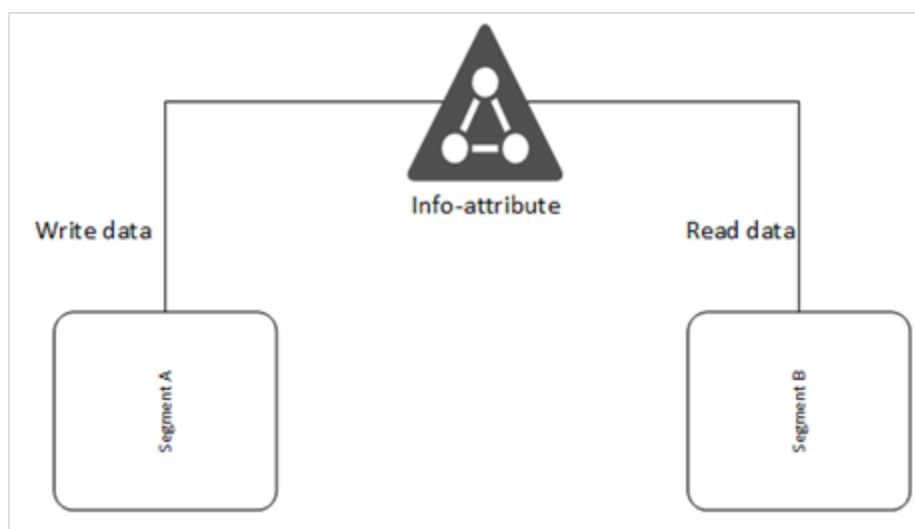 Info-attribute
Write data
Read data
Segment A
Segment B